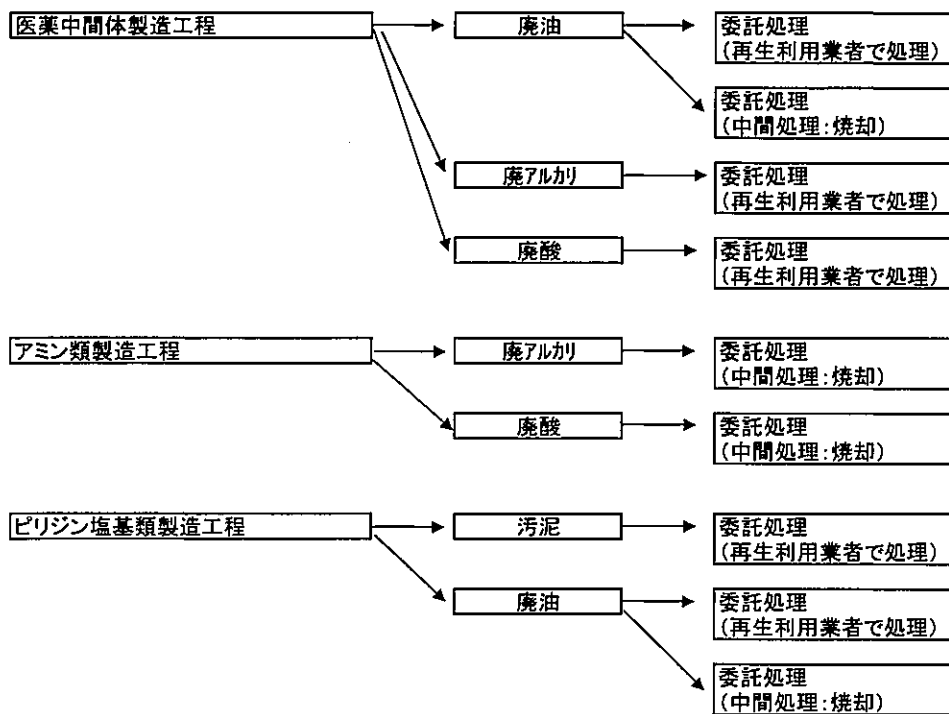 医薬中間体製造工程
廃油
委託処理
(再生利用業者で処理)
委託処理
(中間処理:焼却)
廃アルカリ
委託処理
(再生利用業者で処理)
廃酸
委託処理
(再生利用業者で処理)
アミン類製造工程
廃アルカリ
委託処理
(中間処理:焼却)
廃酸
委託処理
(中間処理:焼却)
ピリジン塩基類製造工程
汚泥
委託処理
(再生利用業者で処理)
廃油
委託処理
(再生利用業者で処理)
委託処理
(中間処理:焼却)